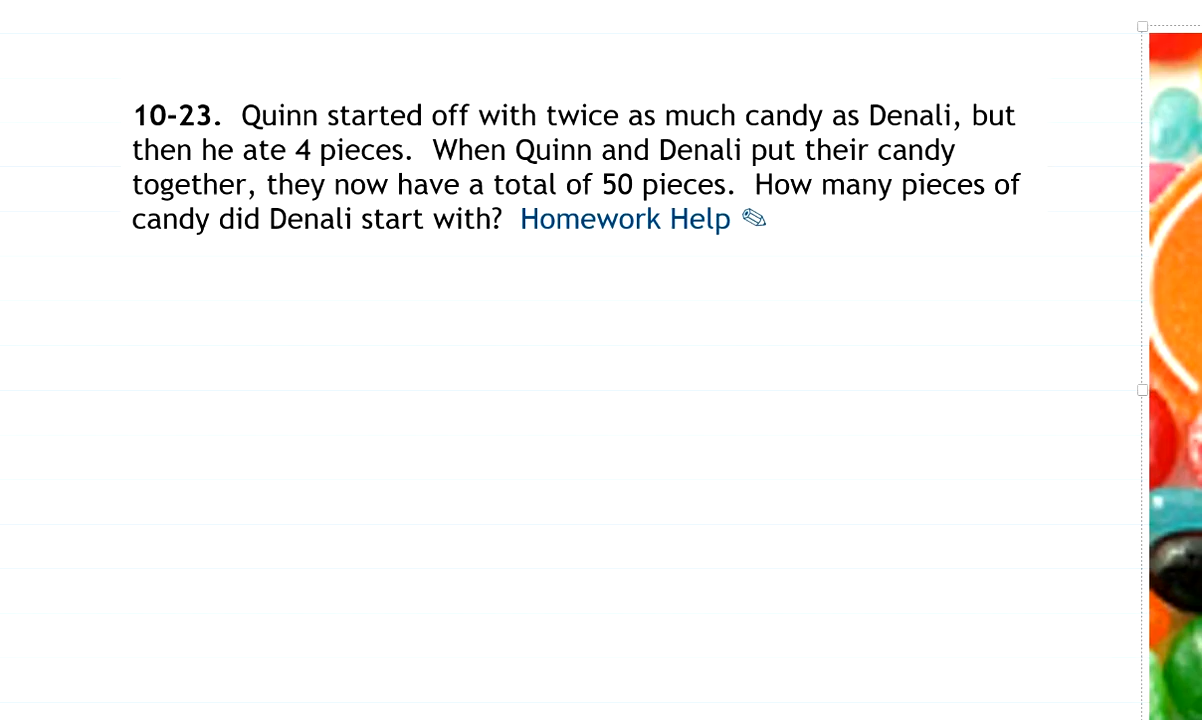 10-23. Quinn started off with twice as much candy as Denali, but
then he ate 4 pieces. When Quinn and Denali put their candy
together, they now have a total of 50 pieces. How many pieces of
candy did Denali start with? Homework Help ✎